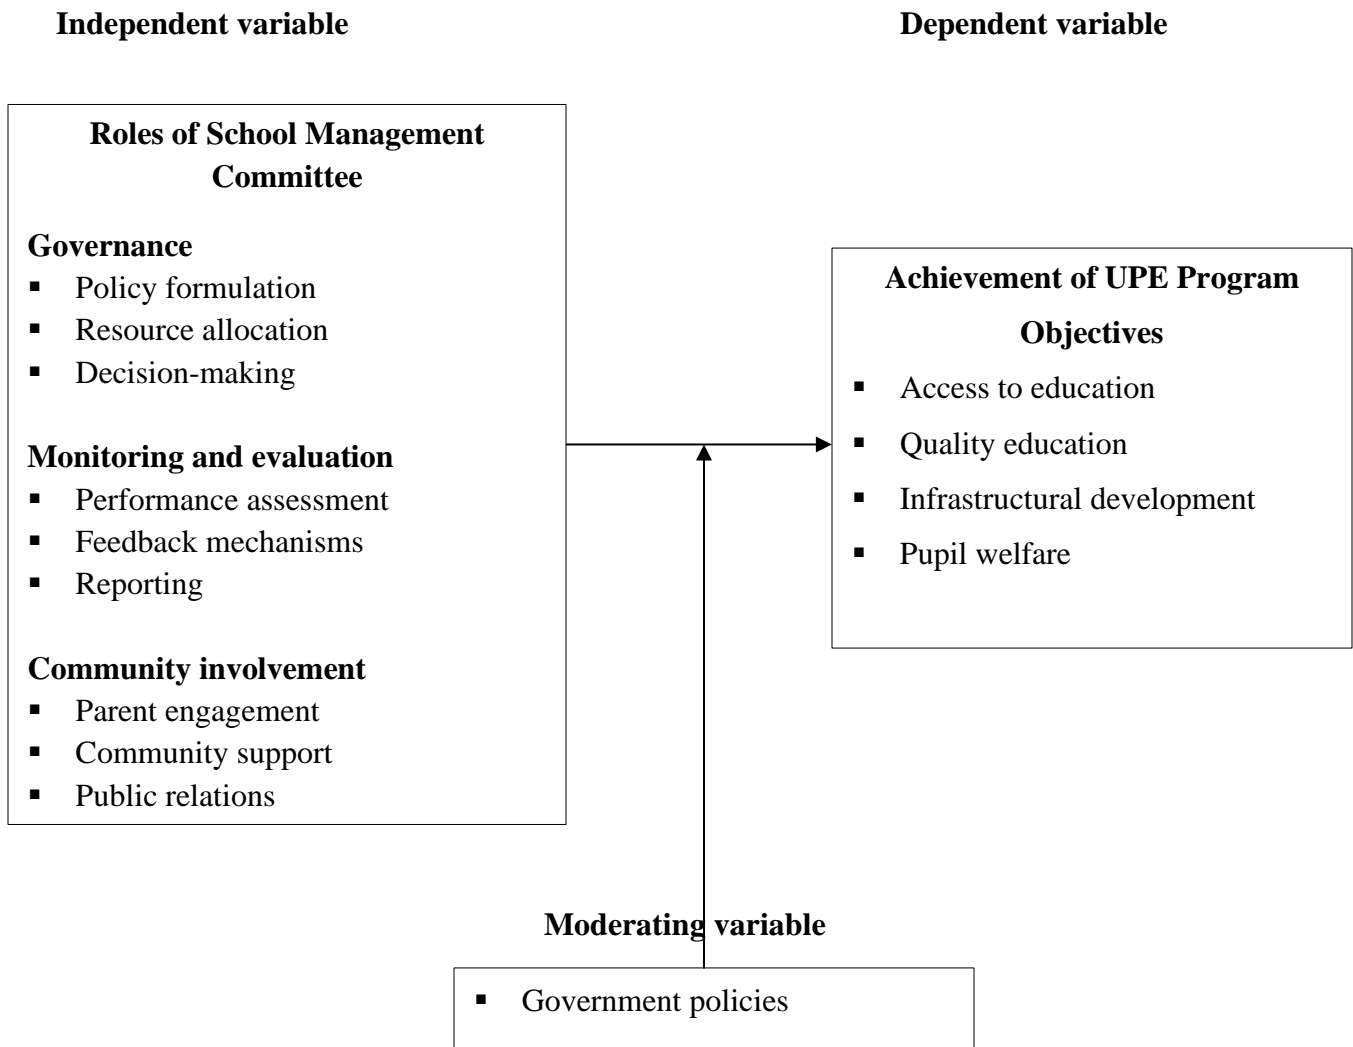 Independent variable
Dependent variable
Roles of School Management
Committee
Governance
▪ Policy formulation
▪ Resource allocation
▪ Decision-making
Monitoring and evaluation
▪ Performance assessment
▪ Feedback mechanisms
▪ Reporting
Community involvement
▪ Parent engagement
▪ Community support
▪ Public relations
Achievement of UPE Program
Objectives
▪ Access to education
▪ Quality education
▪ Infrastructural development
▪ Pupil welfare
Moderating variable
▪ Government policies